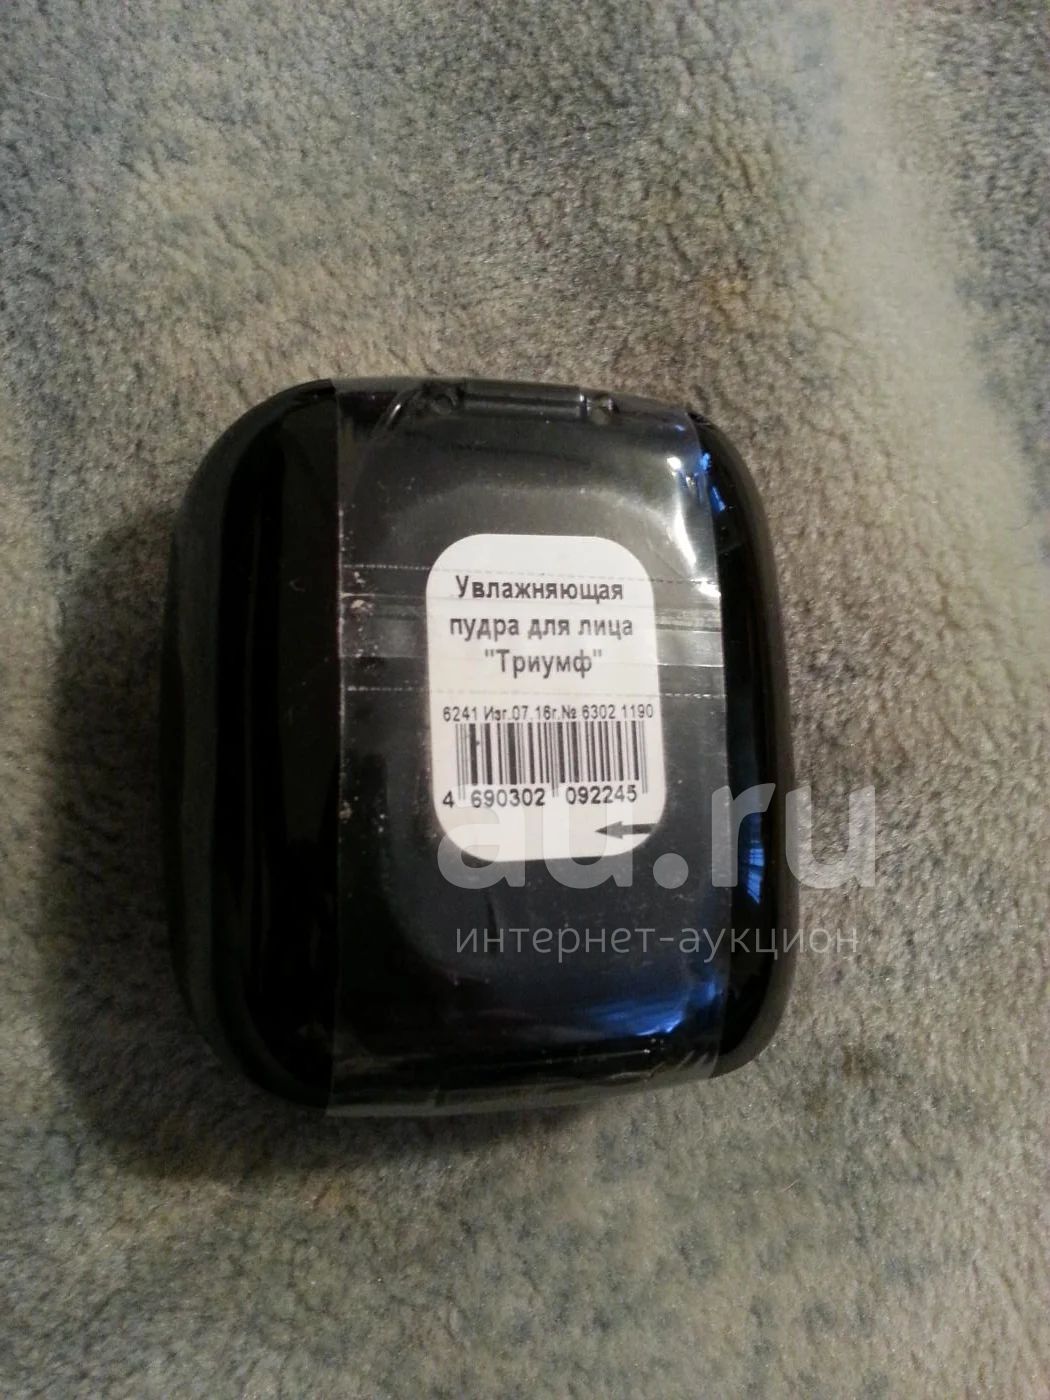 Увлажняющая
пудра для лица
"Триумф"
6241 Изг.07.16г.№ 6302 1190
4 690302 092245
au.ru
интернет-аукцион